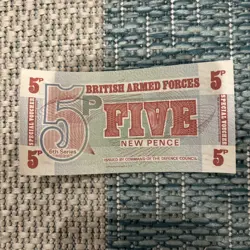 5P BRITISH ARMED FORCES 5P
SPECIAL VOUCHER
5P
FIVE
NEW PENCE
6th Series
SPECIAL VOUCHER
5P ISSUED BY COMMAND OF THE DEFENCE COUNCIL 5P